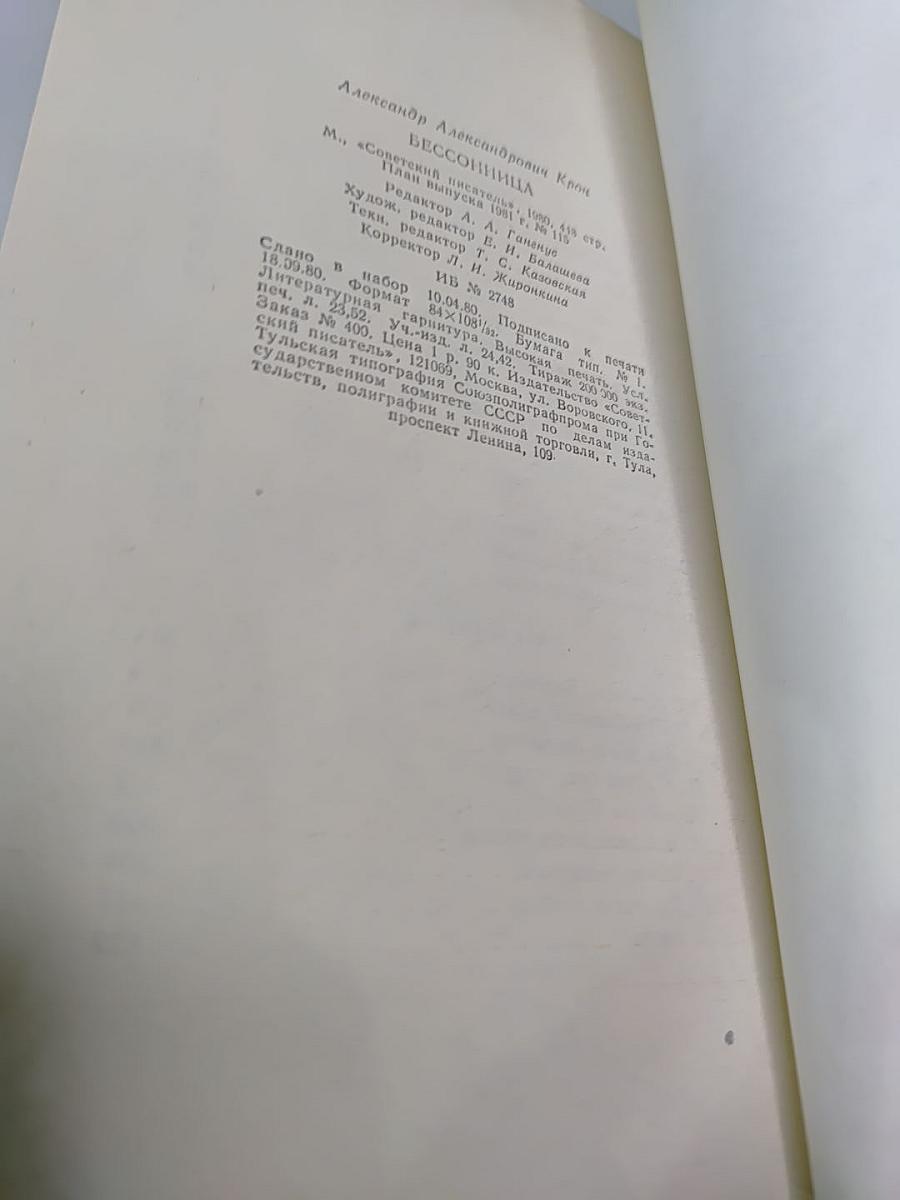 Александр Александрович Крон
БЕССОННИЦА
М., «Советский писатель», 1980, 448 стр.
План выпуска 1981 г. № 115
Редактор А. А. Ганенус
Худож. редактор Е. И. Балашева
Техн. редактор Т. С. Казовская
Корректор Л. И. Жиронкина
ИБ № 2748
Сдано в набор 10.04.80. Подписано к печати
18.09.80. Формат 84×108¹/₃₂. Бумага тип. № 1.
Литературная гарнитура. Высокая печать. Усл.
печ. л. 23,52. Уч.-изд. л. 24,42. Тираж 200 000 экз.
Заказ № 400. Цена 1 р. 90 к. Издательство «Совет-
ский писатель», 121069, Москва, ул. Воровского, 11.
Тульская типография Союзполиграфпрома при Го-
сударственном комитете СССР по делам изда-
тельств, полиграфии и книжной торговли, г. Тула,
проспект Ленина, 109.